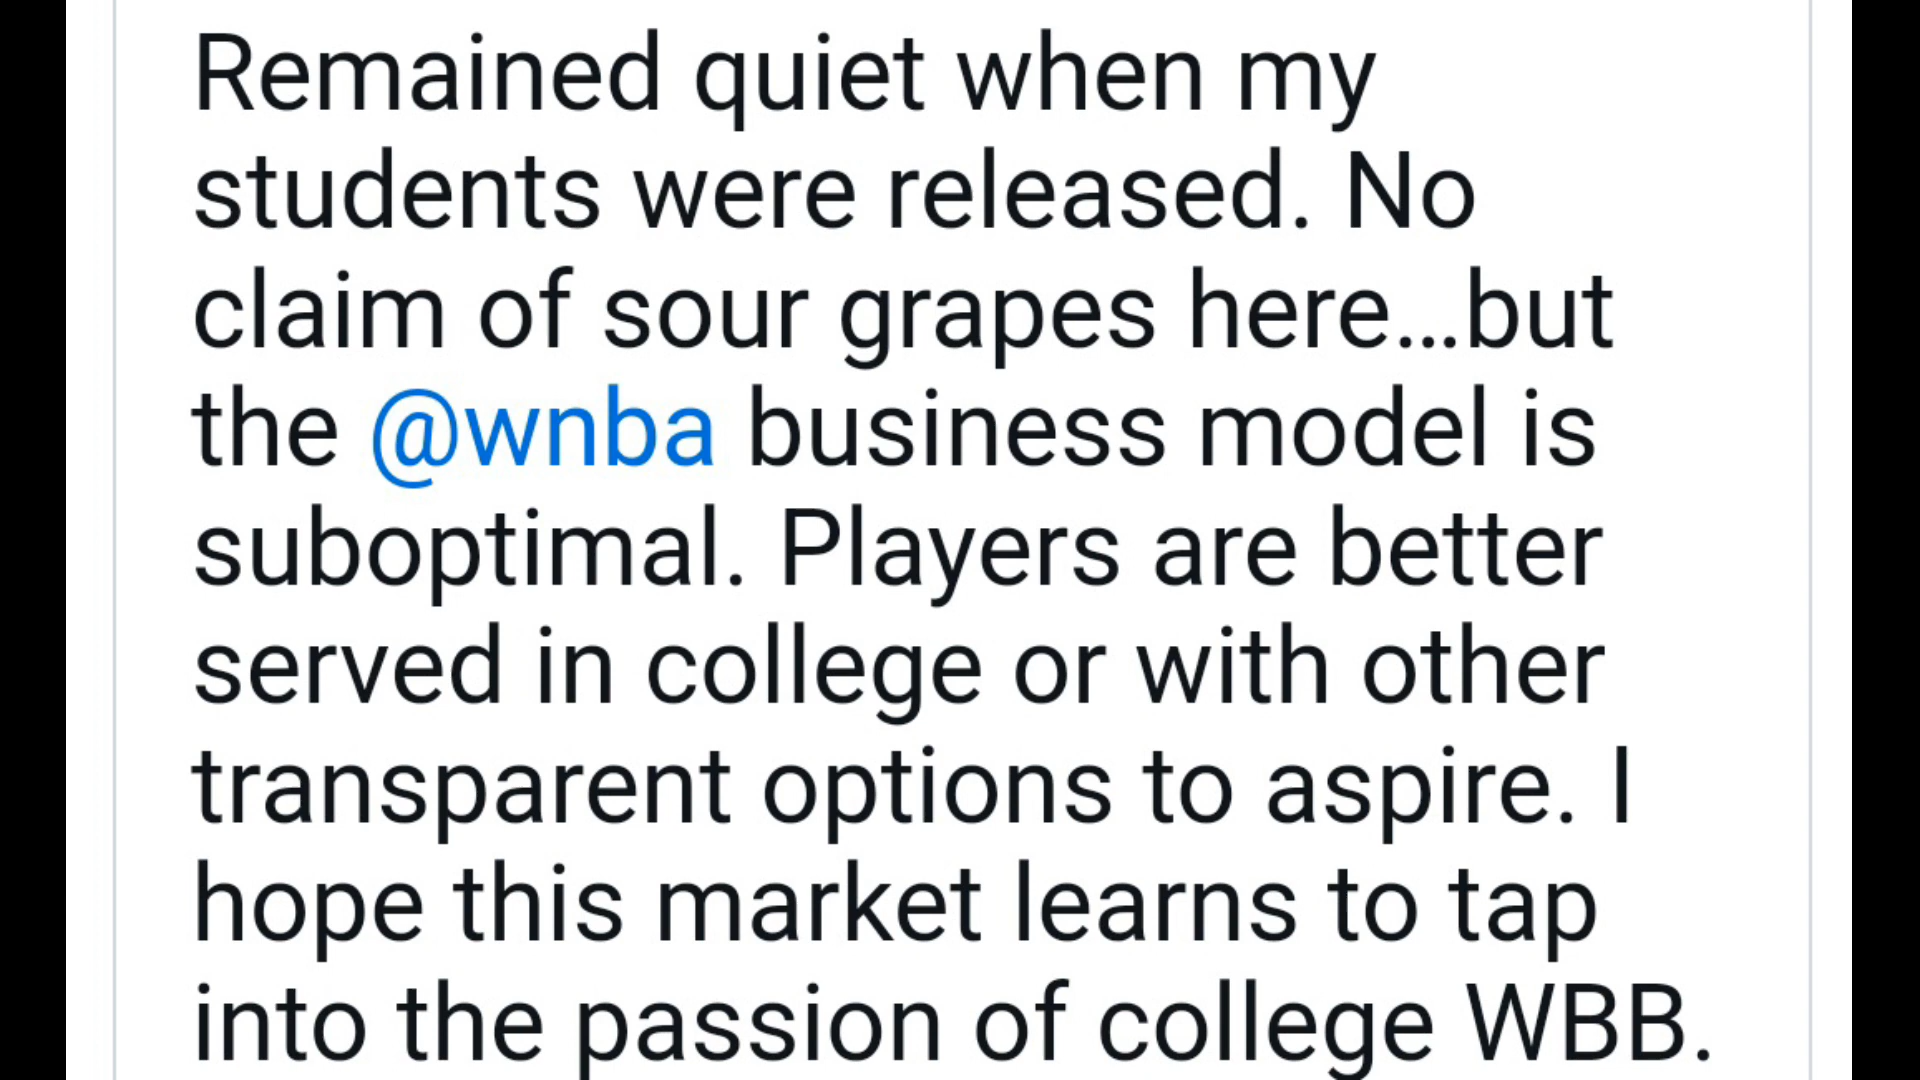 Remained quiet when my
students were released. No
claim of sour grapes here...but
the @wnba business model is
suboptimal. Players are better
served in college or with other
transparent options to aspire. I
hope this market learns to tap
into the passion of college WBB.